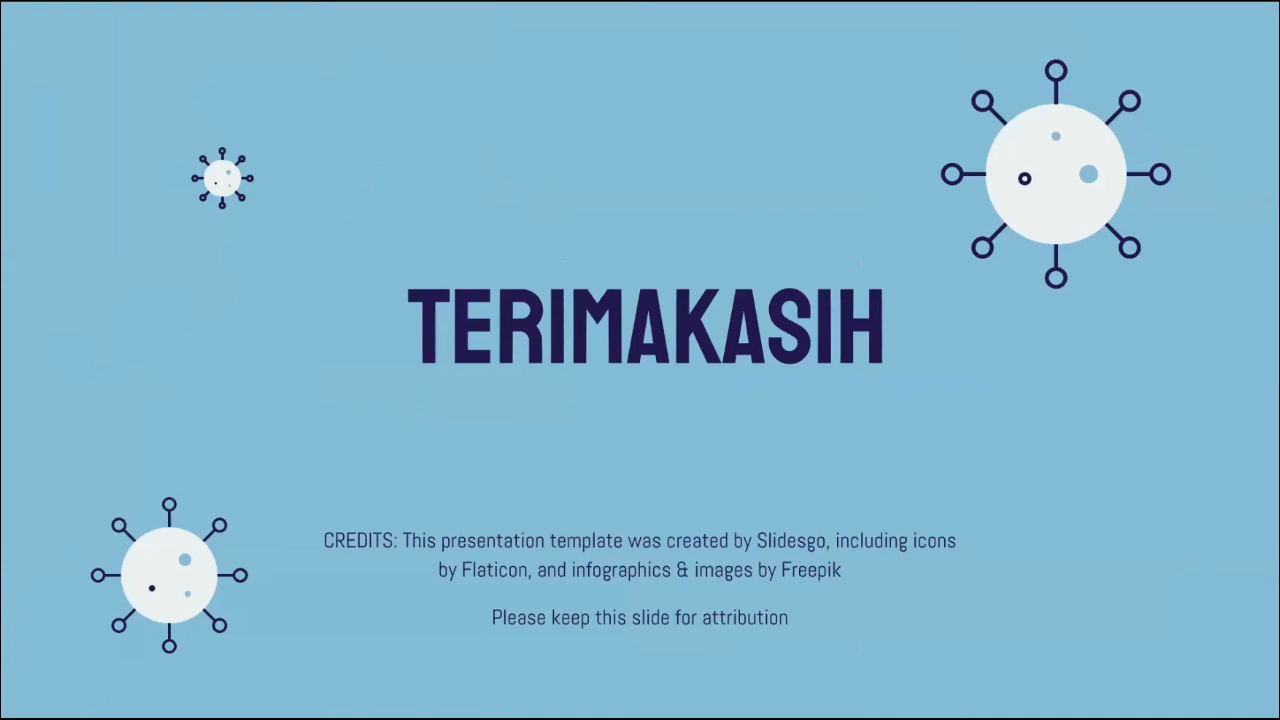 TERIMAKASIH
CREDITS: This presentation template was created by Slidesgo, including icons
by Flaticon, and infographics & images by Freepik
Please keep this slide for attribution